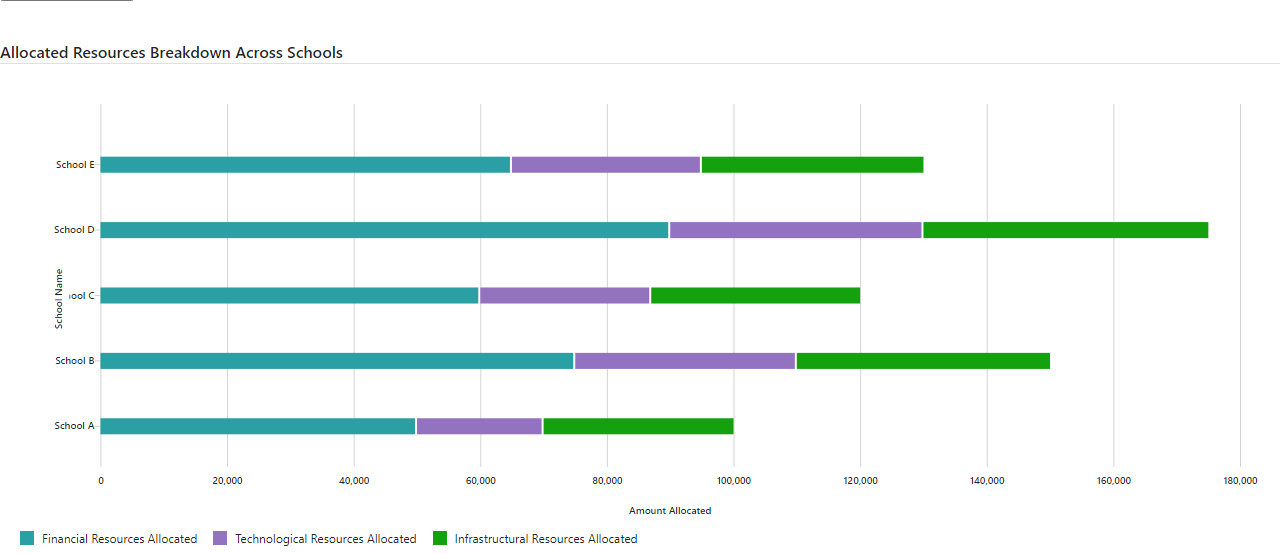 Allocated Resources Breakdown Across Schools
School E
School D
School C
School B
School A
School Name
0 20,000 40,000 60,000 80,000 100,000 120,000 140,000 160,000 180,000
Amount Allocated
Financial Resources Allocated Technological Resources Allocated Infrastructural Resources Allocated